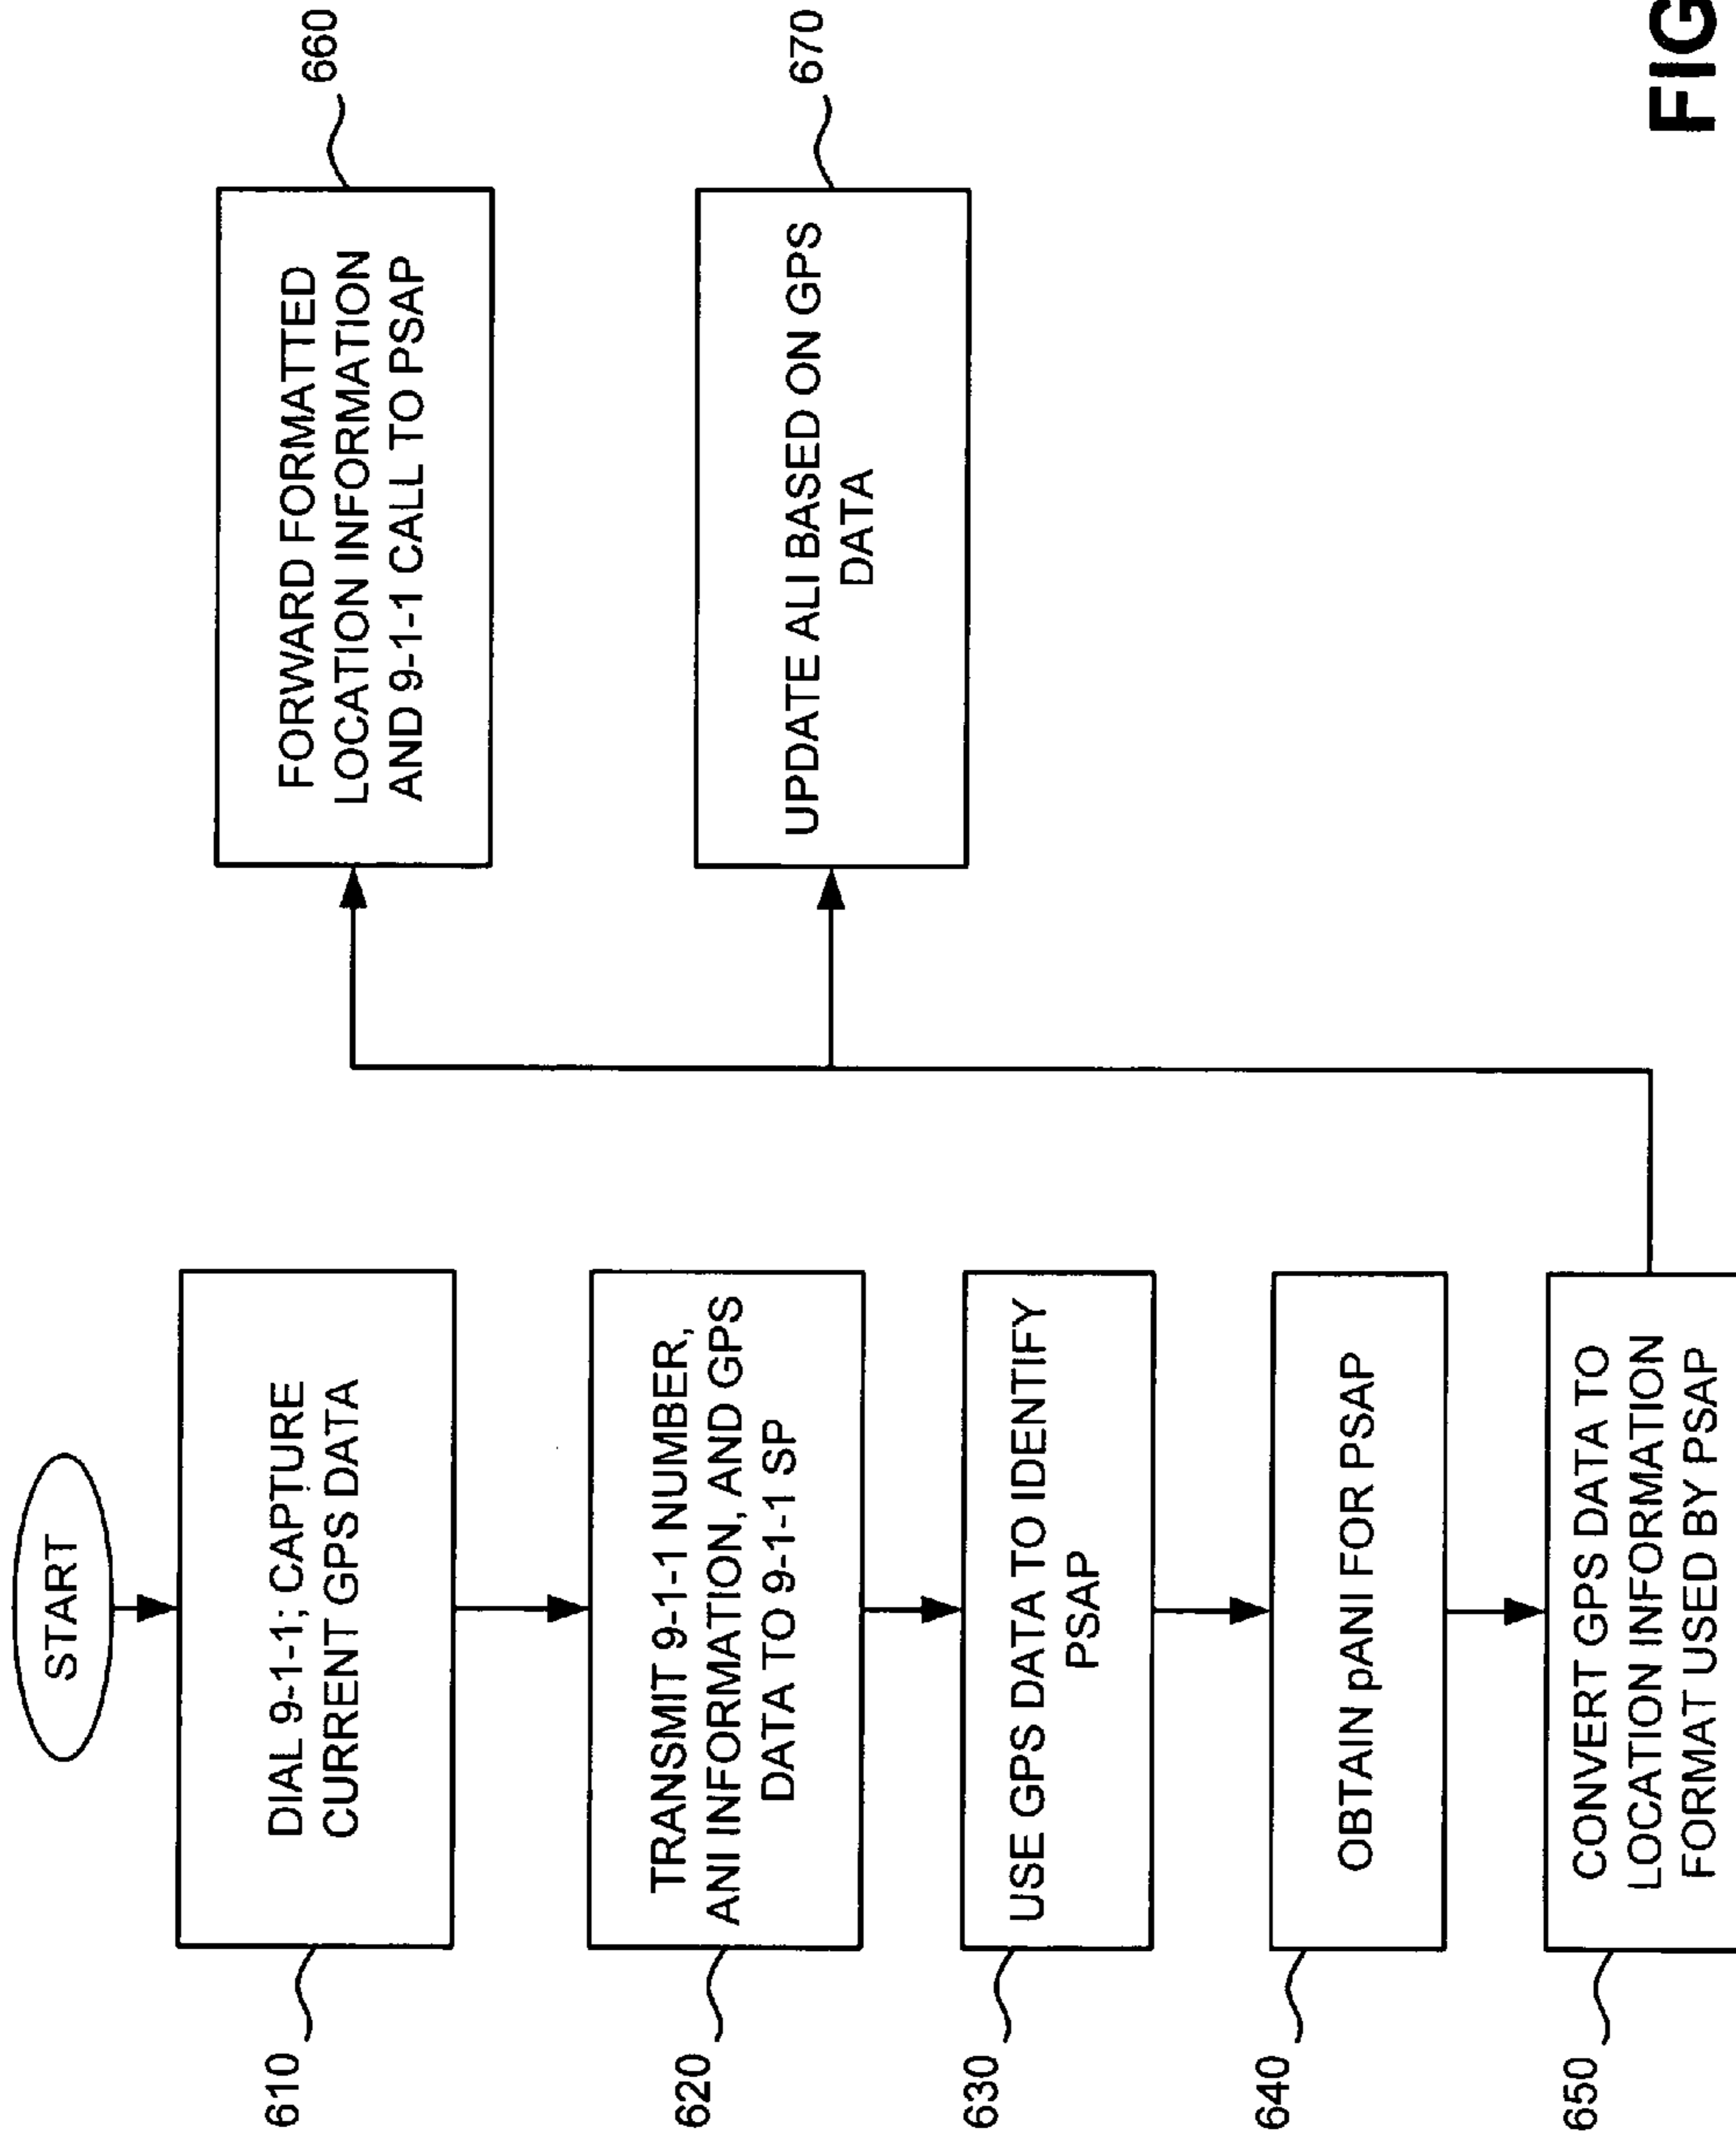 START
DIAL 9-1-1; CAPTURE
CURRENT GPS DATA
610
TRANSMIT 9-1-1 NUMBER,
ANI INFORMATION, AND GPS
DATA TO 9-1-1 SP
620
USE GPS DATA TO IDENTIFY
PSAP
630
OBTAIN pANI FOR PSAP
640
CONVERT GPS DATA TO
LOCATION INFORMATION
FORMAT USED BY PSAP
650
FORWARD FORMATTED
LOCATION INFORMATION
AND 9-1-1 CALL TO PSAP
660
UPDATE ALI BASED ON GPS
DATA
670
FIG